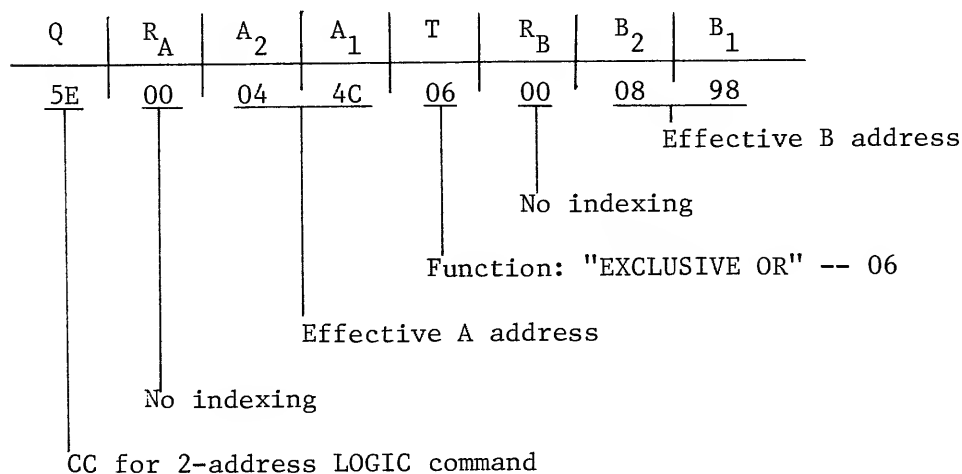 Q R_A A_2 A_1 T R_B B_2 B_1
5E 00 04 4C 06 00 08 98
Effective B address
No indexing
Function: "EXCLUSIVE OR" -- 06
Effective A address
No indexing
CC for 2-address LOGIC command